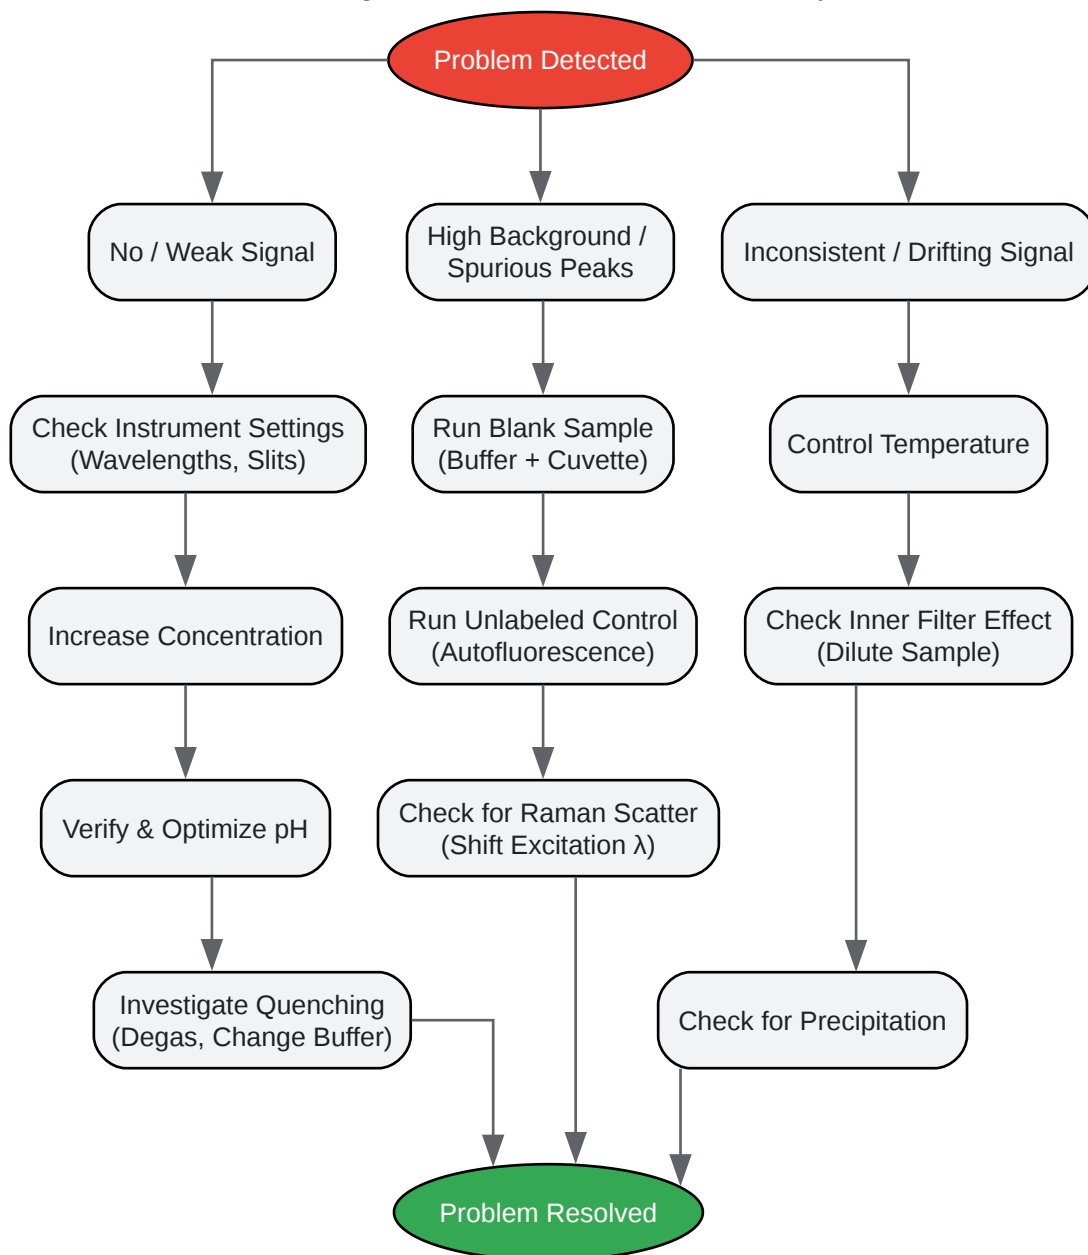 Problem Detected
No / Weak Signal
High Background /
Spurious Peaks
Inconsistent / Drifting Signal
Check Instrument Settings
(Wavelengths, Slits)
Run Blank Sample
(Buffer + Cuvette)
Control Temperature
Increase Concentration
Run Unlabeled Control
(Autofluorescence)
Check Inner Filter Effect
(Dilute Sample)
Verify & Optimize pH
Check for Raman Scatter
(Shift Excitation λ)
Investigate Quenching
(Degas, Change Buffer)
Check for Precipitation
Problem Resolved